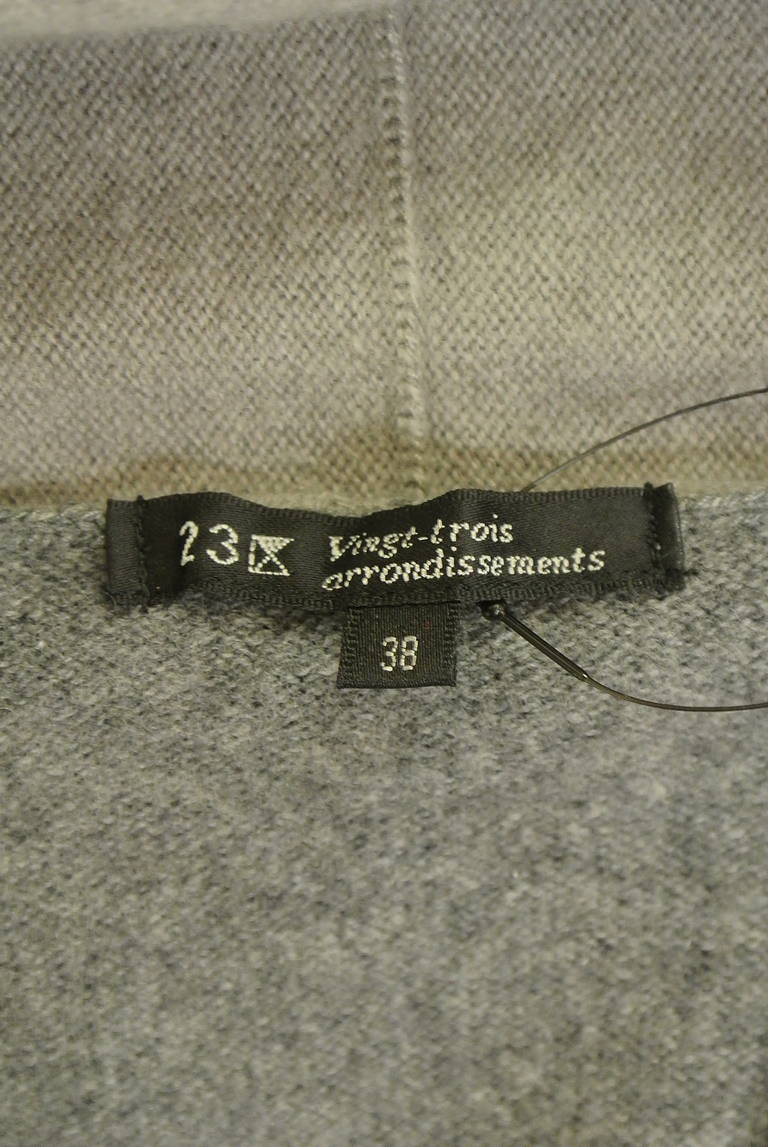 23区 Vingt-trois
arrondissements
38